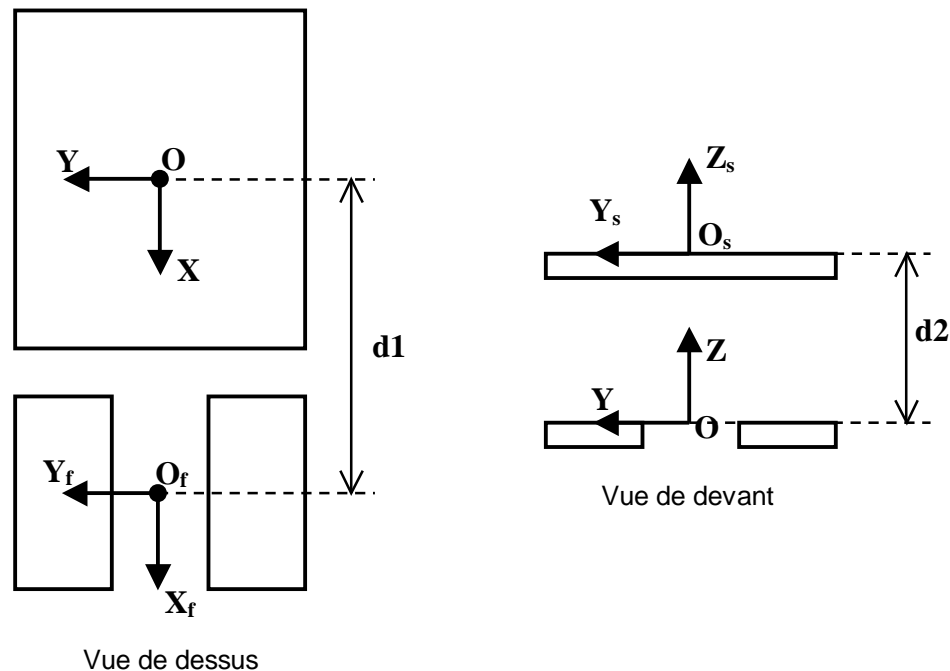 Y
O
X
d1
Y_f
O_f
X_f
Vue de dessus
Z_s
Y_s
O_s
d2
Z
Y
O
Vue de devant